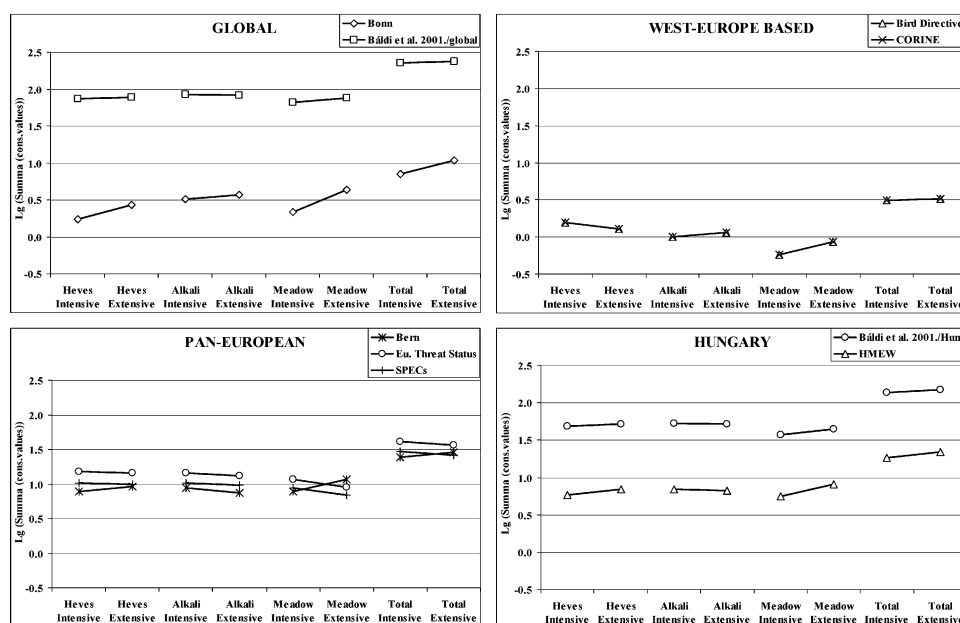 GLOBAL
Bonn
Báldi et al. 2001./global
Lg (Summa (cons.values))
2.5
2.0
1.5
1.0
0.5
0.0
-0.5
Heves Intensive
Heves Extensive
Alkali Intensive
Alkali Extensive
Meadow Intensive
Meadow Extensive
Total Intensive
Total Extensive
WEST-EUROPE BASED
Bird Directive
CORINE
Lg (Summa (cons.values))
2.5
2.0
1.5
1.0
0.5
0.0
-0.5
Heves Intensive
Heves Extensive
Alkali Intensive
Alkali Extensive
Meadow Intensive
Meadow Extensive
Total Intensive
Total Extensive
PAN-EUROPEAN
Bern
Eu. Threat Status
SPECs
Lg (Summa (cons.values))
2.5
2.0
1.5
1.0
0.5
0.0
-0.5
Heves Intensive
Heves Extensive
Alkali Intensive
Alkali Extensive
Meadow Intensive
Meadow Extensive
Total Intensive
Total Extensive
HUNGARY
Báldi et al. 2001./Hun
HMEW
Lg (Summa (cons.values))
2.5
2.0
1.5
1.0
0.5
0.0
-0.5
Heves Intensive
Heves Extensive
Alkali Intensive
Alkali Extensive
Meadow Intensive
Meadow Extensive
Total Intensive
Total Extensive